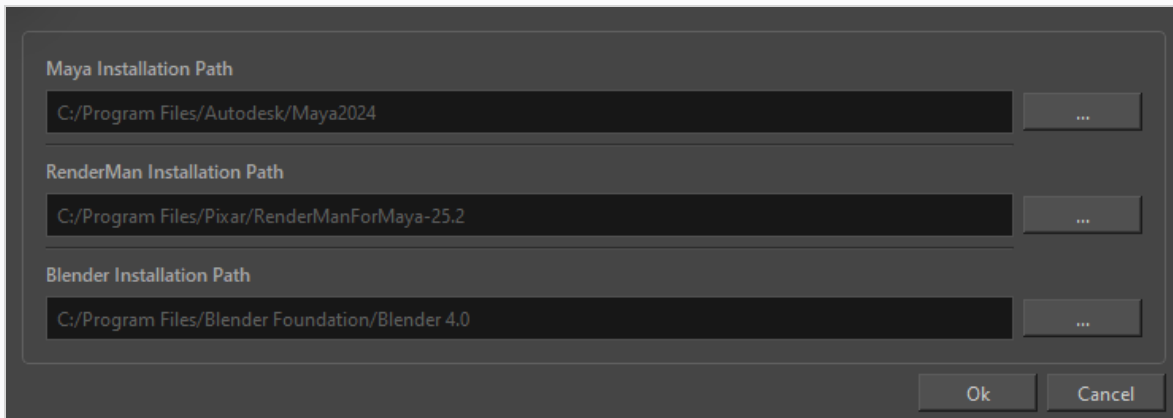 Maya Installation Path
C:/Program Files/Autodesk/Maya2024
...
RenderMan Installation Path
C:/Program Files/Pixar/RenderManForMaya-25.2
...
Blender Installation Path
C:/Program Files/Blender Foundation/Blender 4.0
...
Ok
Cancel